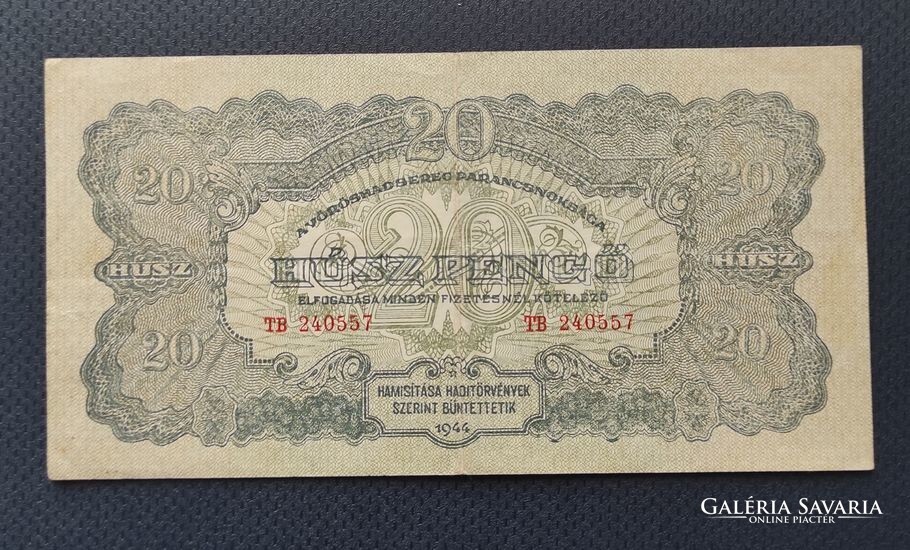 20
20 20
A VÖRÖSHADSEREG PARANCSNOKSÁGA
20
HÚSZ HÚSZ PENGŐ HÚSZ
ELFOGADÁSA MINDEN FIZETÉSNÉL KÖTELEZŐ
TB 240557 TB 240557
20 20
HAMISÍTÁSA HADITÖRVÉNYEK
SZERINT BÜNTETTETIK
1944
GALÉRIA SAVARIA
ONLINE PIACTÉR